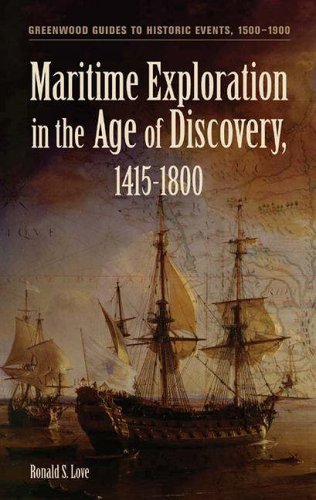 GREENWOOD GUIDES TO HISTORIC EVENTS, 1500–1900
Maritime Exploration
in the Age of Discovery,
1415-1800
Ronald S. Love